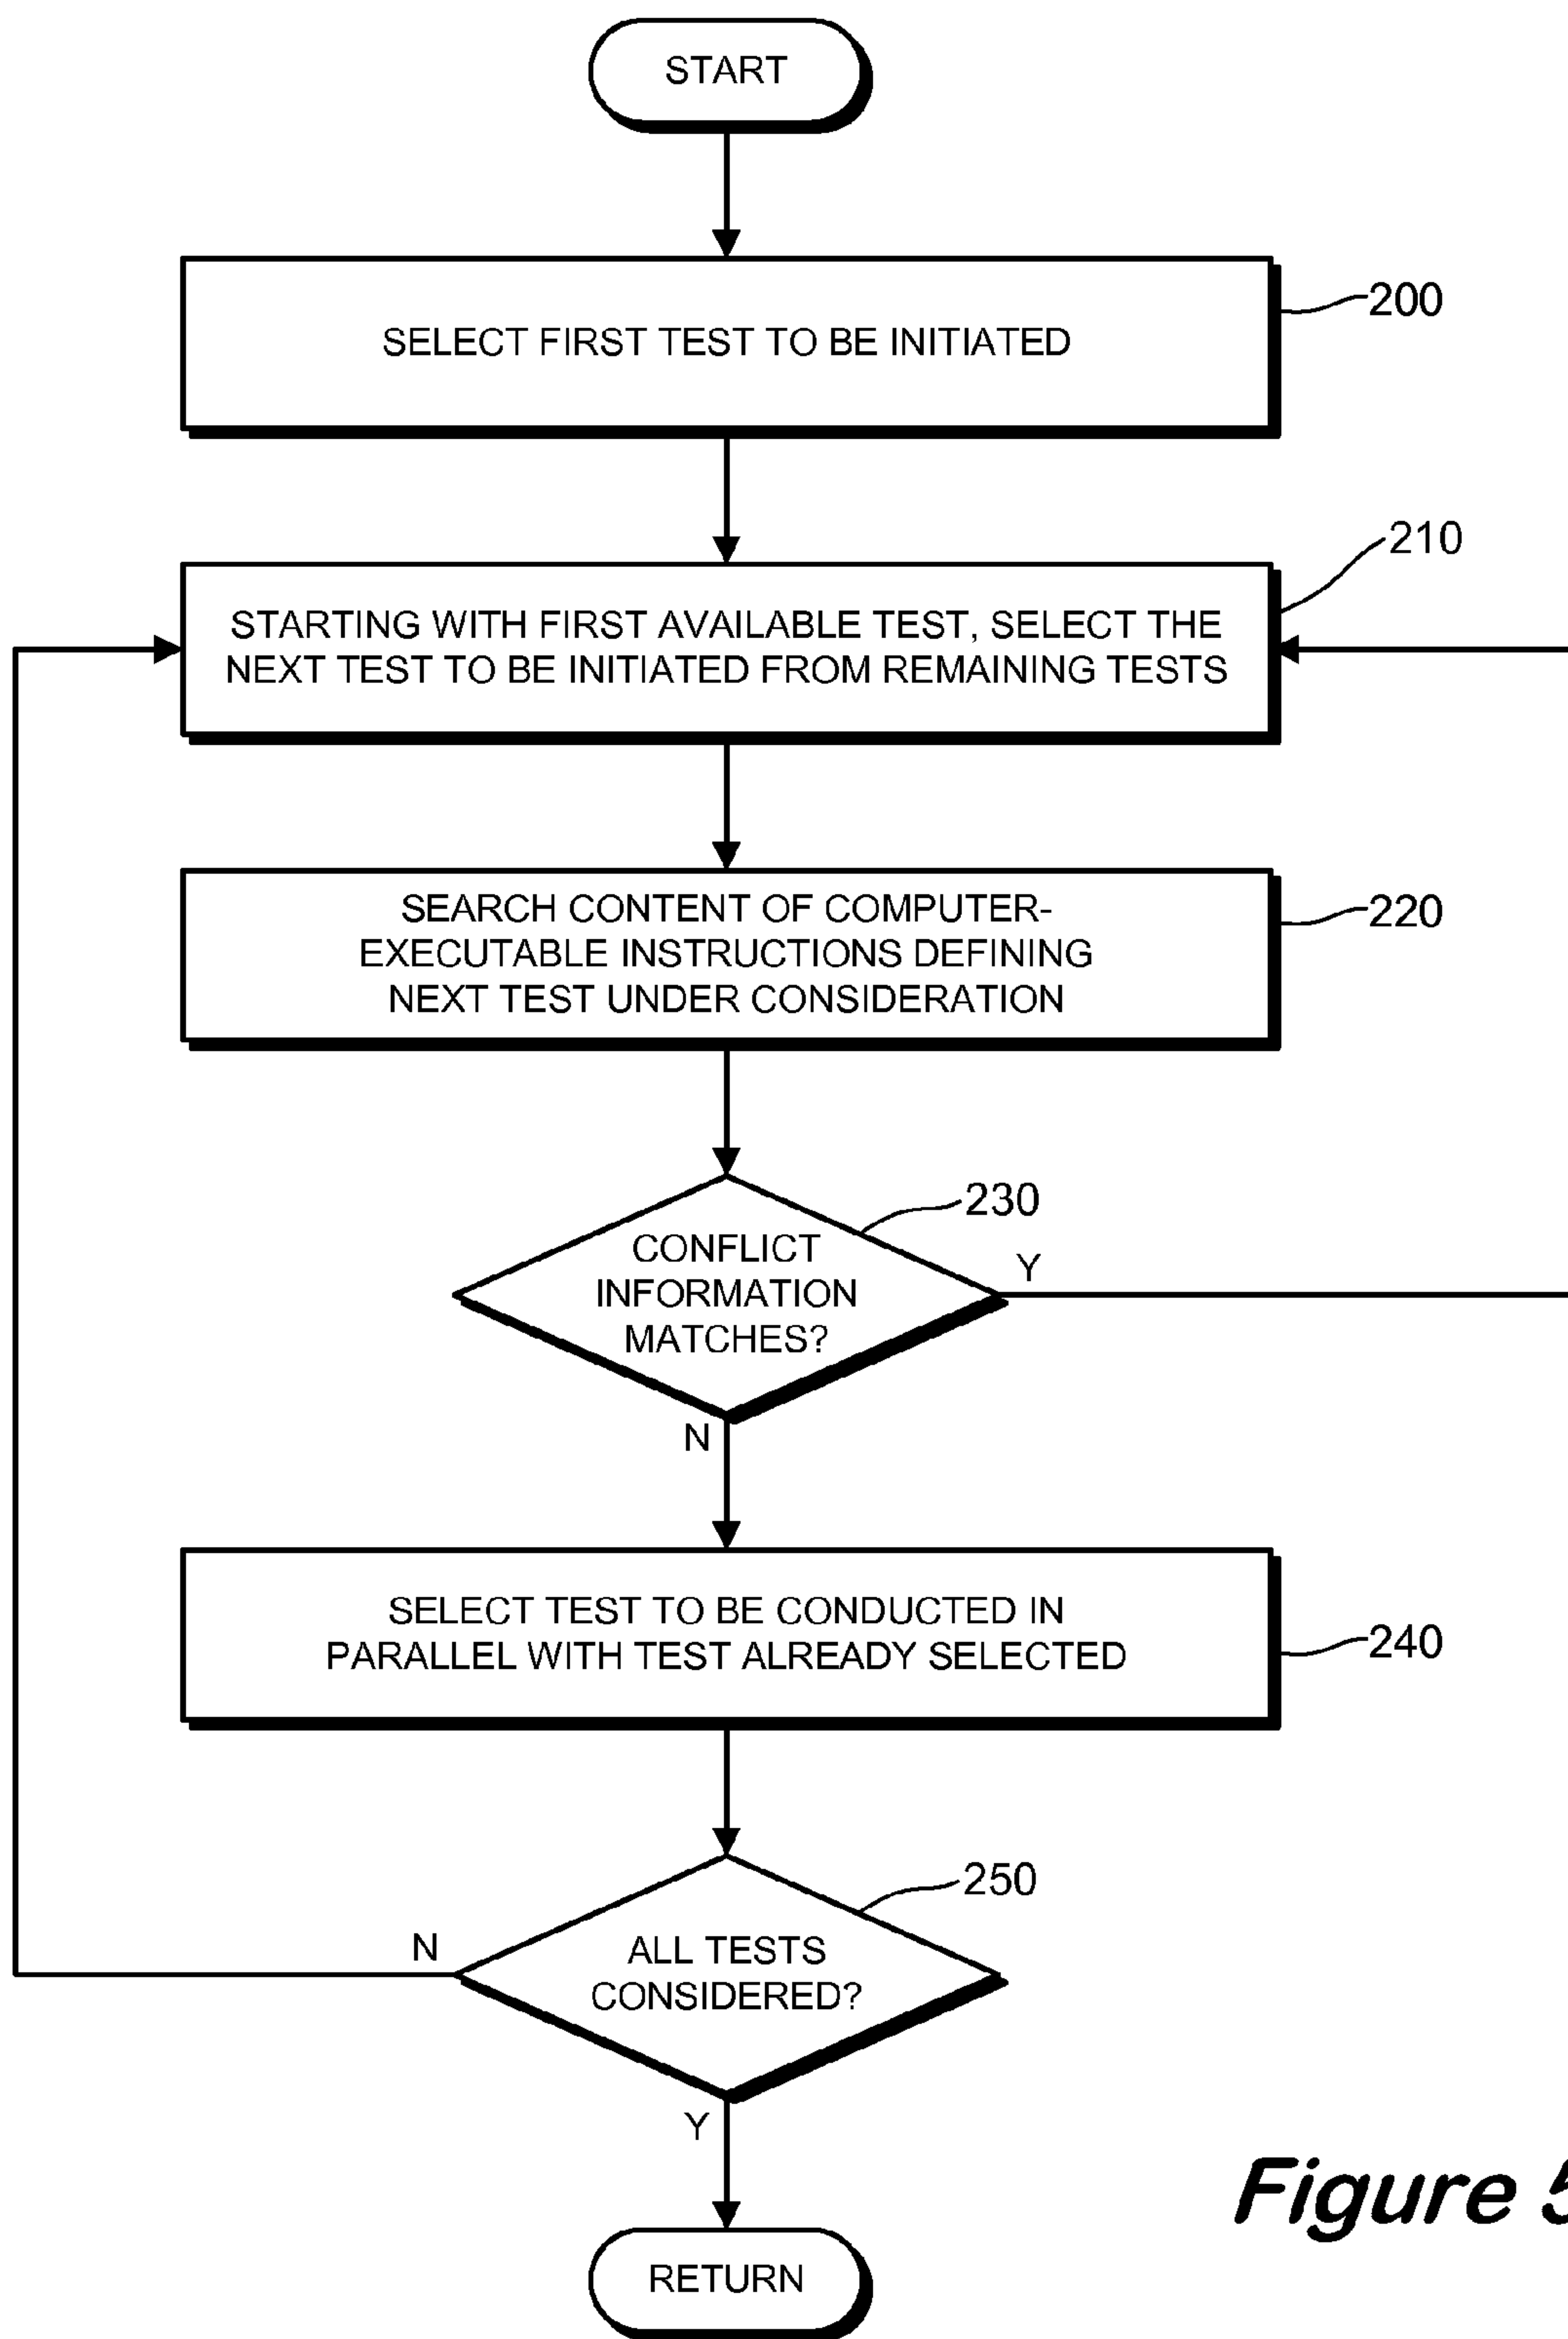 START
SELECT FIRST TEST TO BE INITIATED
200
210
STARTING WITH FIRST AVAILABLE TEST, SELECT THE
NEXT TEST TO BE INITIATED FROM REMAINING TESTS
SEARCH CONTENT OF COMPUTER-
EXECUTABLE INSTRUCTIONS DEFINING
NEXT TEST UNDER CONSIDERATION
220
230
CONFLICT
INFORMATION
MATCHES?
Y
N
SELECT TEST TO BE CONDUCTED IN
PARALLEL WITH TEST ALREADY SELECTED
240
250
N
ALL TESTS
CONSIDERED?
Y
Figure 5
RETURN